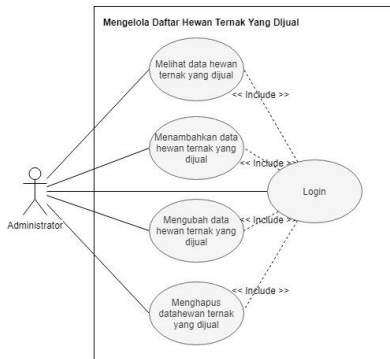 Mengelola Daftar Hewan Ternak Yang Dijual
Melihat data hewan
ternak yang dijual
<< Include >>
Menambahkan data
hewan ternak yang
dijual
<< Include >>
Login
Administrator
Mengubah data
hewan ternak yang
dijual
<< Include >>
Menghapus
datahewan ternak
yang dijual
<< Include >>